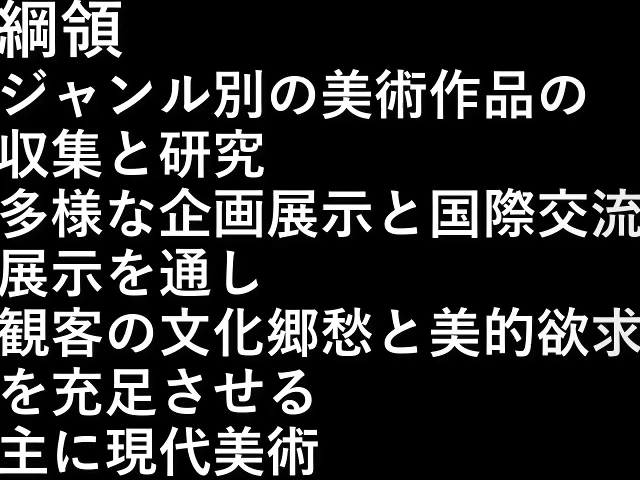 綱領
ジャンル別の美術作品の
収集と研究
多様な企画展示と国際交流
展示を通し
観客の文化郷愁と美的欲求
を充足させる
主に現代美術